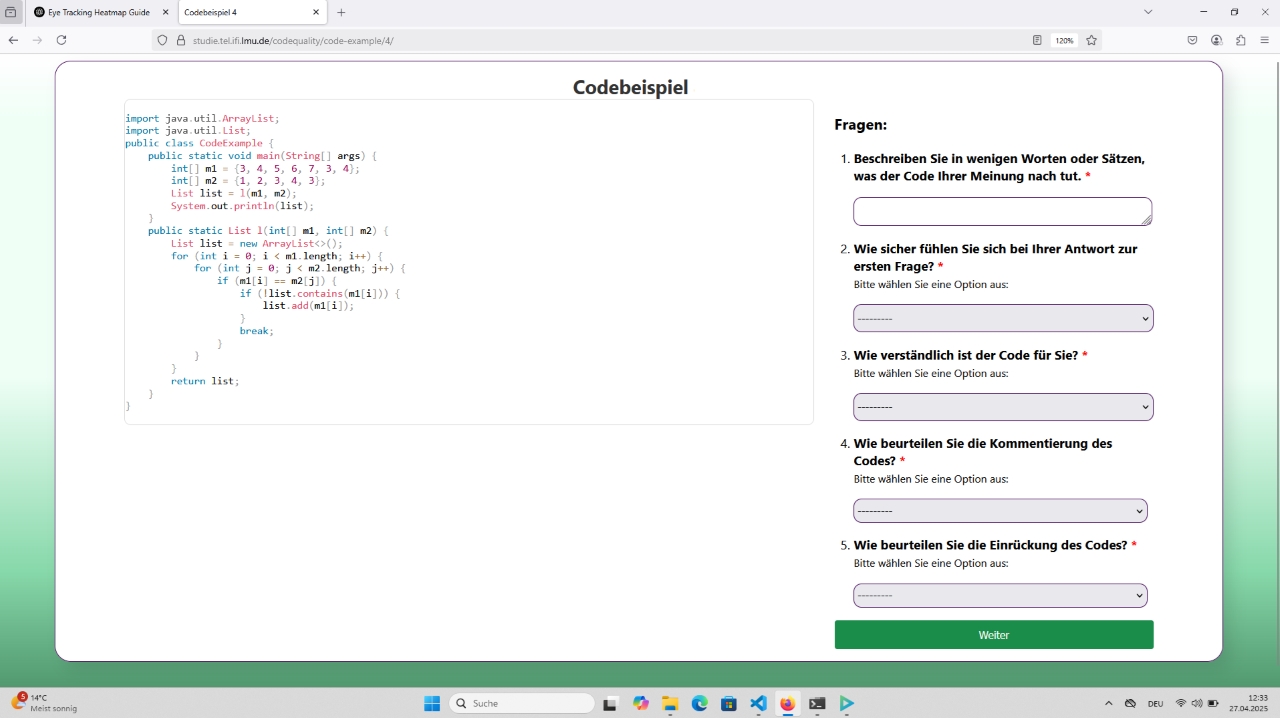 Eye Tracking Heatmap Guide
Codebeispiel 4
studie.tel.ifi.lmu.de/codequality/code-example/4/
120%
Codebeispiel
import java.util.ArrayList;
import java.util.List;
public class CodeExample {
    public static void main(String[] args) {
        int[] m1 = {3, 4, 5, 6, 7, 3, 4};
        int[] m2 = {1, 2, 3, 4, 3};
        List list = l(m1, m2);
        System.out.println(list);
    }
    public static List l(int[] m1, int[] m2) {
        List list = new ArrayList<>();
        for (int i = 0; i < m1.length; i++) {
            for (int j = 0; j < m2.length; j++) {
                if (m1[i] == m2[j]) {
                    if (!list.contains(m1[i])) {
                        list.add(m1[i]);
                    }
                    break;
                }
            }
        }
        return list;
    }
}
Fragen:
1. Beschreiben Sie in wenigen Worten oder Sätzen,
was der Code Ihrer Meinung nach tut. *
2. Wie sicher fühlen Sie sich bei Ihrer Antwort zur
ersten Frage? *
Bitte wählen Sie eine Option aus:
---------
3. Wie verständlich ist der Code für Sie? *
Bitte wählen Sie eine Option aus:
---------
4. Wie beurteilen Sie die Kommentierung des
Codes? *
Bitte wählen Sie eine Option aus:
---------
5. Wie beurteilen Sie die Einrückung des Codes? *
Bitte wählen Sie eine Option aus:
---------
Weiter
5
14°C
Meist sonnig
Suche
DEU
12:33
27.04.2025